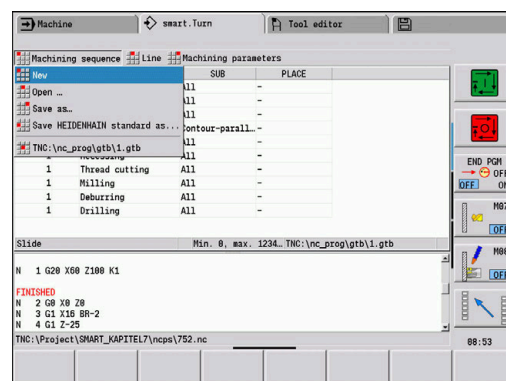 Machine
smart.Turn
Tool editor
Machining sequence Line Machining parameters
New
SUB PLACE
Open …
All –
Save as…
All –
Save HEIDENHAIN standard as...
Contour-parall… –
All –
TNC:\nc_prog\gtb\1.gtb
All –
1 Thread cutting All –
1 Milling All –
1 Deburring All –
1 Drilling All –
Slide Min. 0, max. 1234… TNC:\nc_prog\gtb\1.gtb
N 1 G20 X60 Z100 K1
FINISHED
N 2 G0 X0 Z0
N 3 G1 X16 BR-2
N 4 G1 Z-25
TNC:\Project\SMART_KAPITEL7\ncps\752.nc
END PGM
OFF
OFF
OFF
OFF
08:53